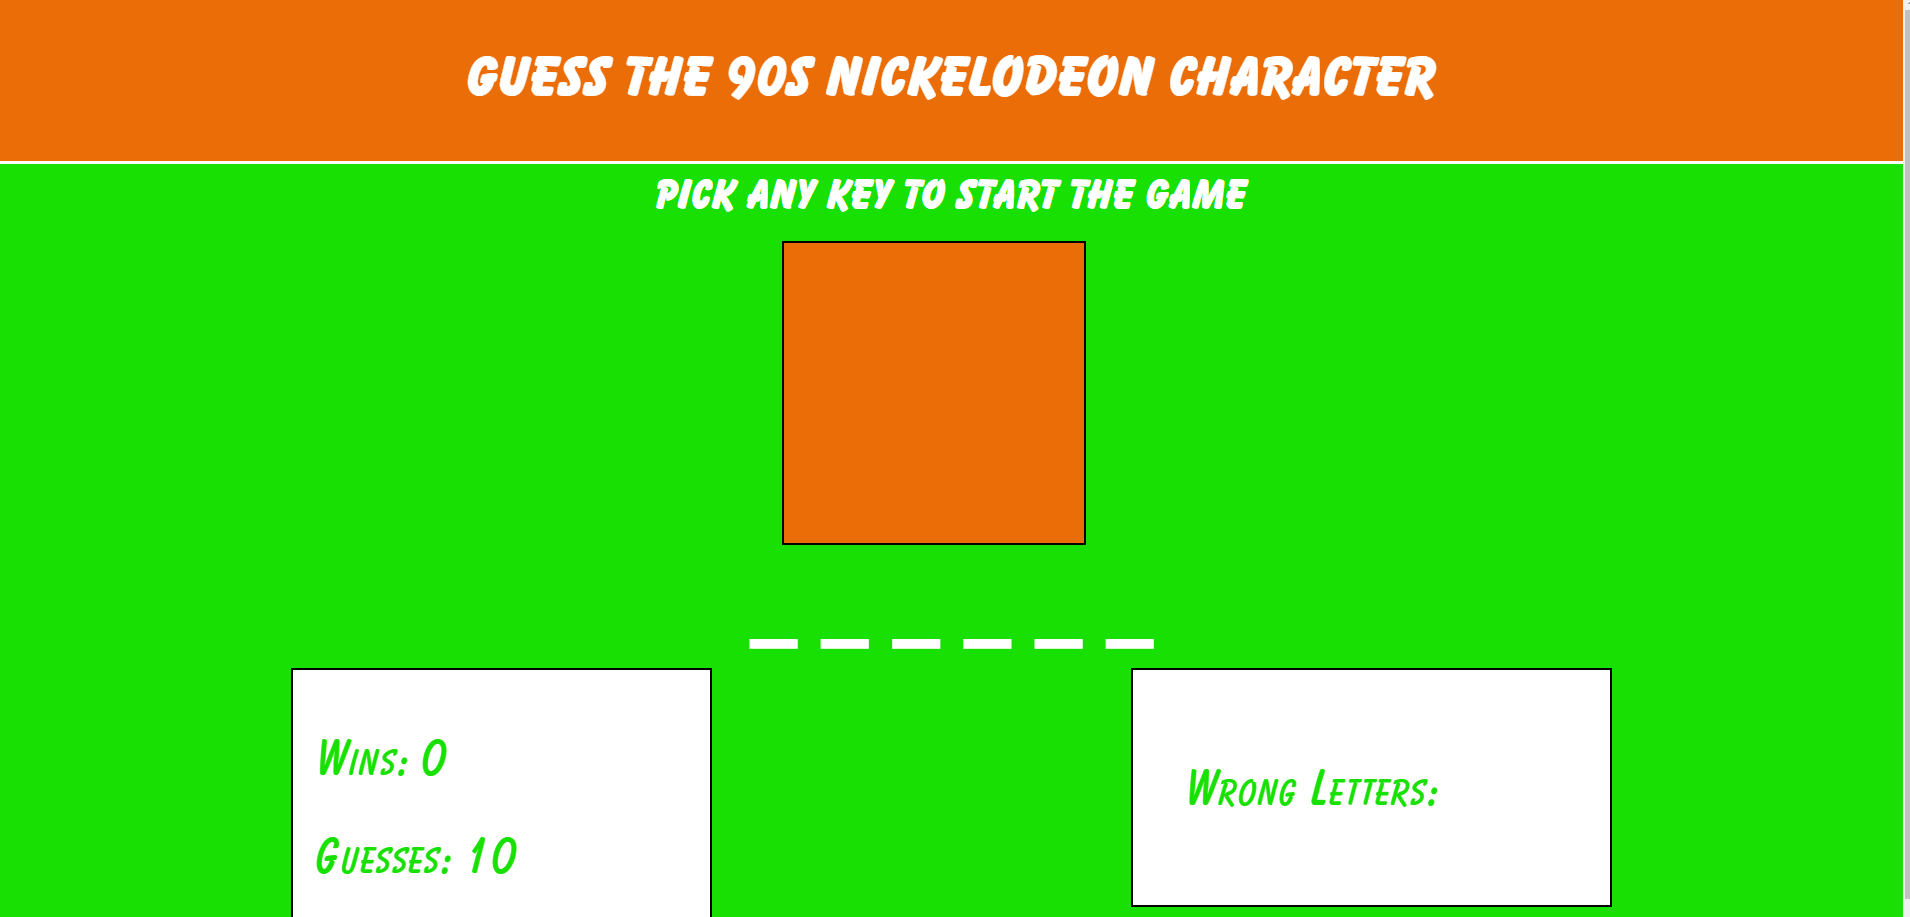 GUESS THE 90S NICKELODEON CHARACTER
PICK ANY KEY TO START THE GAME
_ _ _ _ _ _
Wins: 0
Guesses: 10
Wrong Letters: